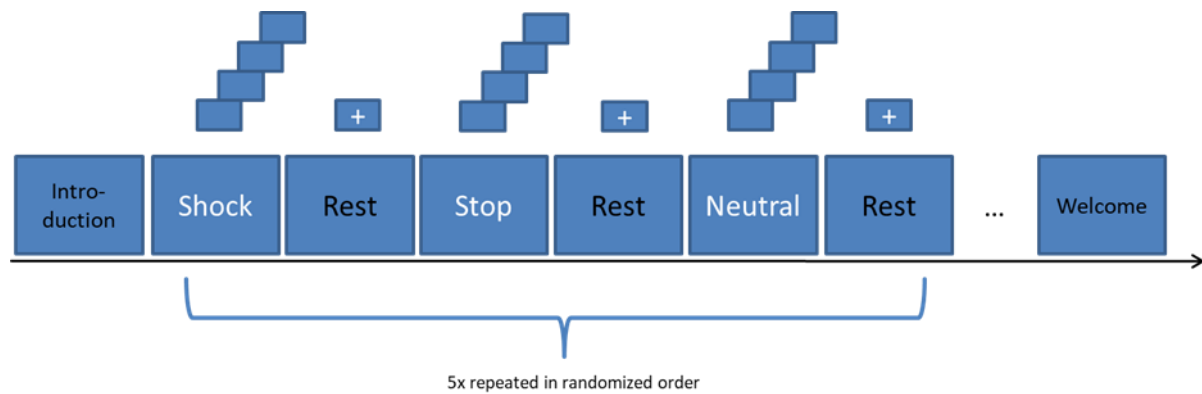 +
+
+
Intro-
duction
Shock
Rest
Stop
Rest
Neutral
Rest
...
Welcome
5x repeated in randomized order